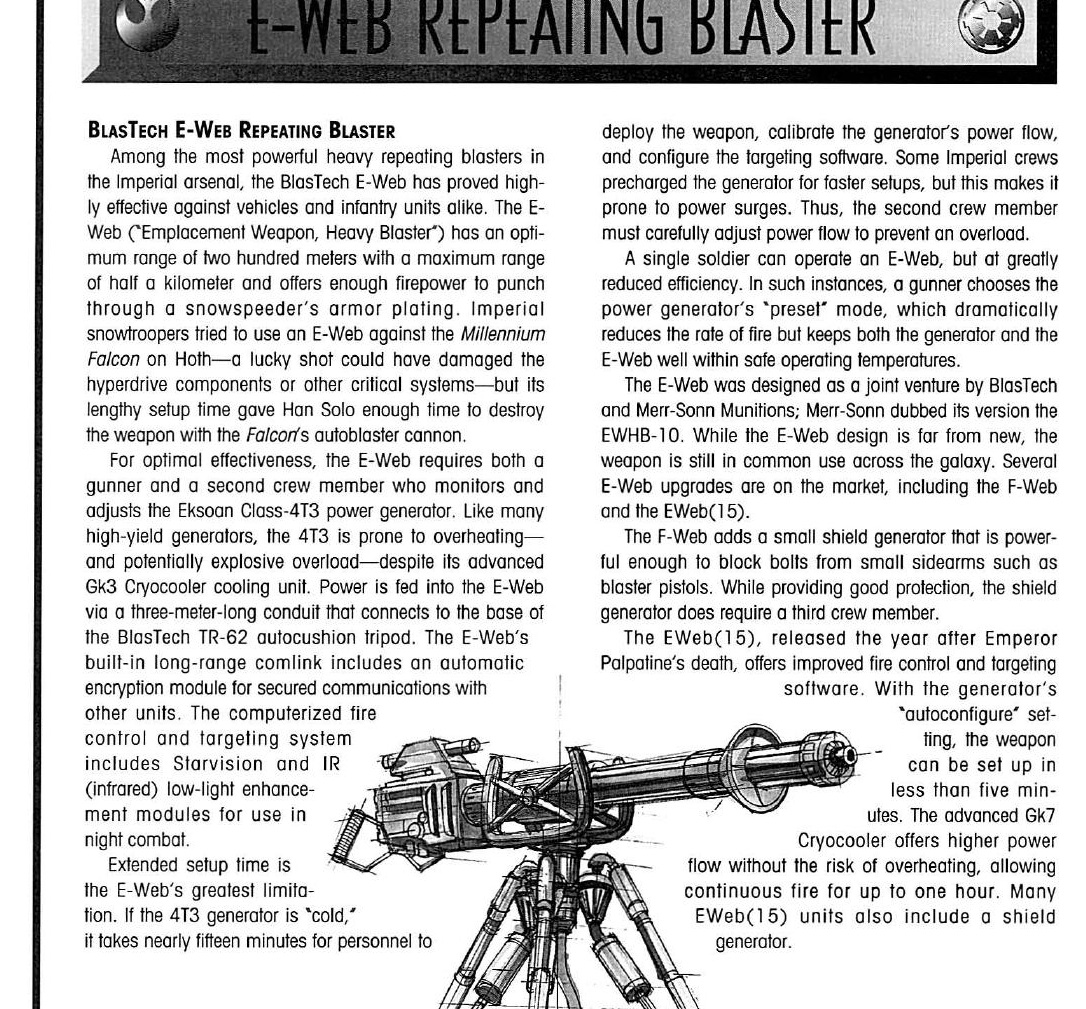 E-WEB REPEATING BLASTER
BLASTECH E-WEB REPEATING BLASTER
Among the most powerful heavy repeating blasters in
the Imperial arsenal, the BlasTech E-Web has proved high-
ly effective against vehicles and infantry units alike. The E-
Web ("Emplacement Weapon, Heavy Blaster") has an opti-
mum range of two hundred meters with a maximum range
of half a kilometer and offers enough firepower to punch
through a snowspeeder's armor plating. Imperial
snowtroopers tried to use an E-Web against the Millennium
Falcon on Hoth—a lucky shot could have damaged the
hyperdrive components or other critical systems—but its
lengthy setup time gave Han Solo enough time to destroy
the weapon with the Falcon's autoblaster cannon.
For optimal effectiveness, the E-Web requires both a
gunner and a second crew member who monitors and
adjusts the Eksoan Class-4T3 power generator. Like many
high-yield generators, the 4T3 is prone to overheating—
and potentially explosive overload—despite its advanced
Gk3 Cryocooler cooling unit. Power is fed into the E-Web
via a three-meter-long conduit that connects to the base of
the BlasTech TR-62 autocushion tripod. The E-Web's
built-in long-range comlink includes an automatic
encryption module for secured communications with
other units. The computerized fire
control and targeting system
includes Starvision and IR
(infrared) low-light enhance-
ment modules for use in
night combat.
Extended setup time is
the E-Web's greatest limita-
tion. If the 4T3 generator is "cold,"
it takes nearly fifteen minutes for personnel to
deploy the weapon, calibrate the generator's power flow,
and configure the targeting software. Some Imperial crews
precharged the generator for faster setups, but this makes it
prone to power surges. Thus, the second crew member
must carefully adjust power flow to prevent an overload.
A single soldier can operate an E-Web, but at greatly
reduced efficiency. In such instances, a gunner chooses the
power generator's "preset" mode, which dramatically
reduces the rate of fire but keeps both the generator and the
E-Web well within safe operating temperatures.
The E-Web was designed as a joint venture by BlasTech
and Merr-Sonn Munitions; Merr-Sonn dubbed its version the
EWHB-10. While the E-Web design is far from new, the
weapon is still in common use across the galaxy. Several
E-Web upgrades are on the market, including the F-Web
and the EWeb(15).
The F-Web adds a small shield generator that is power-
ful enough to block bolts from small sidearms such as
blaster pistols. While providing good protection, the shield
generator does require a third crew member.
The EWeb(15), released the year after Emperor
Palpatine's death, offers improved fire control and targeting
software. With the generator's
"autoconfigure" set-
ting, the weapon
can be set up in
less than five min-
utes. The advanced Gk7
Cryocooler offers higher power
flow without the risk of overheating, allowing
continuous fire for up to one hour. Many
EWeb(15) units also include a shield
generator.